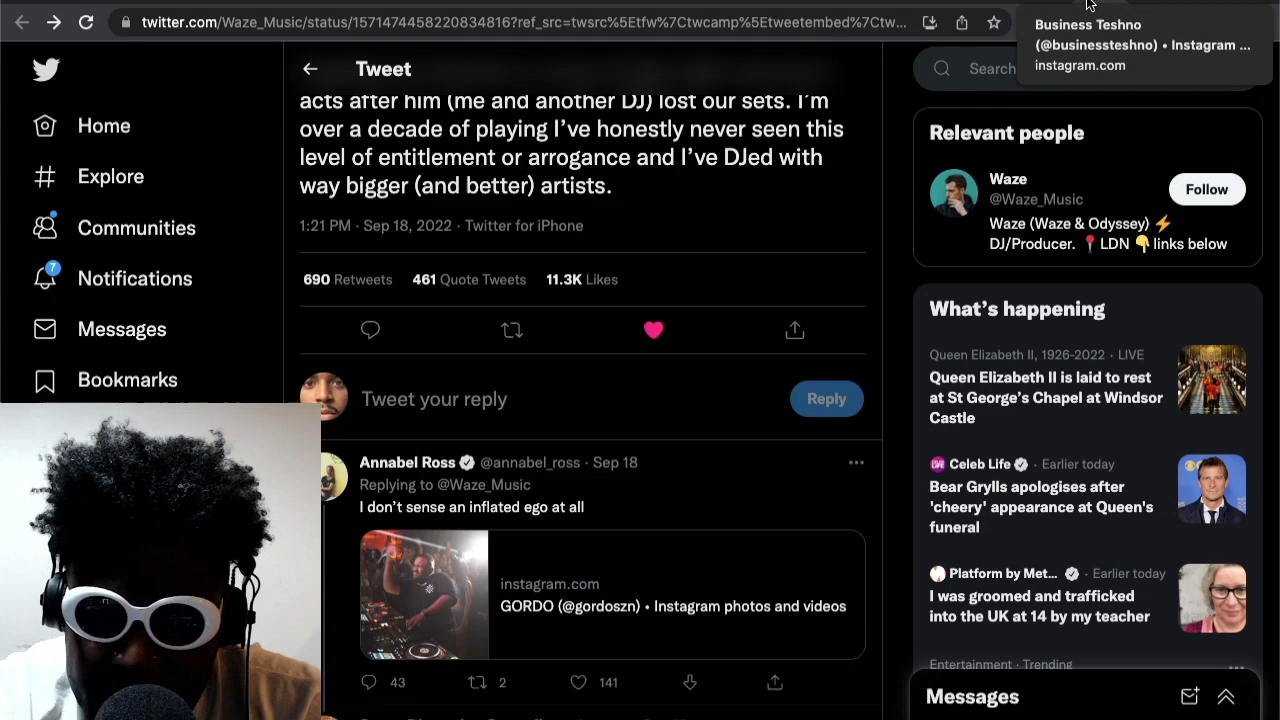 twitter.com/Waze_Music/status/1571474458220834816?ref_src=twsrc%5Etfw%7Ctwcamp%5Etweetembed%7Ctw...
Business Teshno
(@businessteshno) • Instagram ...
instagram.com
Home
Explore
Communities
7
Notifications
Messages
Bookmarks
Tweet
acts after him (me and another DJ) lost our sets. I’m
over a decade of playing I’ve honestly never seen this
level of entitlement or arrogance and I’ve DJed with
way bigger (and better) artists.
1:21 PM · Sep 18, 2022 · Twitter for iPhone
690 Retweets 461 Quote Tweets 11.3K Likes
Tweet your reply
Reply
Annabel Ross @annabel_ross · Sep 18
Replying to @Waze_Music
I don’t sense an inflated ego at all
instagram.com
GORDO (@gordoszn) • Instagram photos and videos
43 2 141
Search
Relevant people
Waze
@Waze_Music
Follow
Waze (Waze & Odyssey) ⚡
DJ/Producer. 📍 LDN 👇 links below
What’s happening
Queen Elizabeth II, 1926-2022 · LIVE
Queen Elizabeth II is laid to rest
at St George’s Chapel at Windsor
Castle
Celeb Life · Earlier today
Bear Grylls apologises after
'cheery' appearance at Queen's
funeral
Platform by Met... · Earlier today
I was groomed and trafficked
into the UK at 14 by my teacher
Entertainment · Trending
Messages